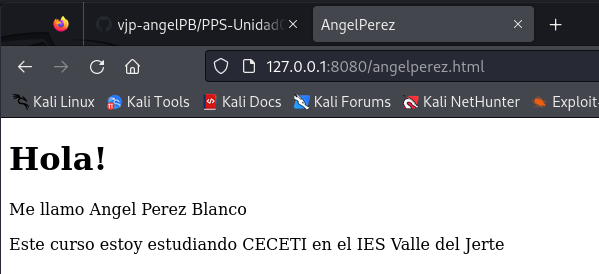 vjp-angelPB/PPS-Unidad
AngelPerez
127.0.0.1:8080/angelperez.html
Kali Linux
Kali Tools
Kali Docs
Kali Forums
Kali NetHunter
Exploit-
Hola!
Me llamo Angel Perez Blanco
Este curso estoy estudiando CECETI en el IES Valle del Jerte